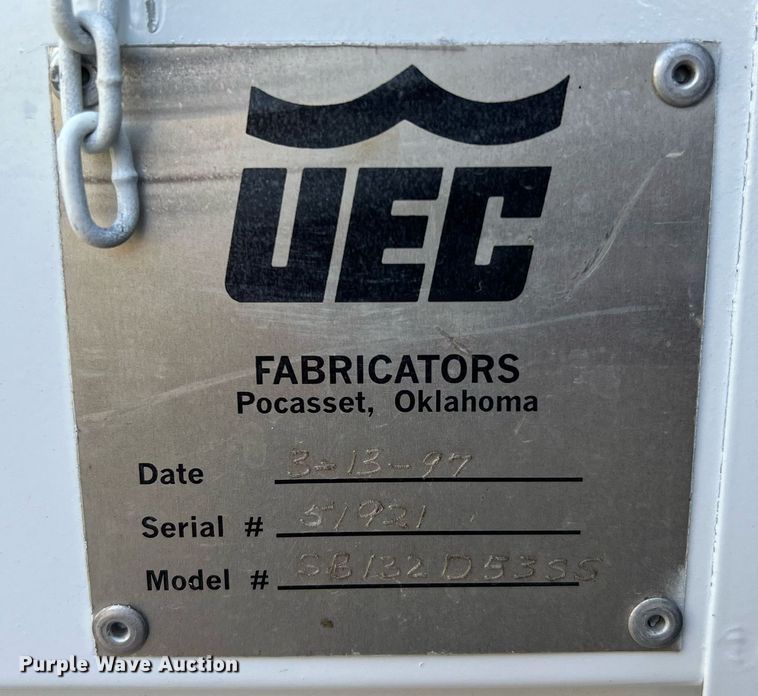 UEC
FABRICATORS
Pocasset, Oklahoma
Date 3-13-97
Serial # 51921
Model # SB132D53SS
Purple Wave Auction